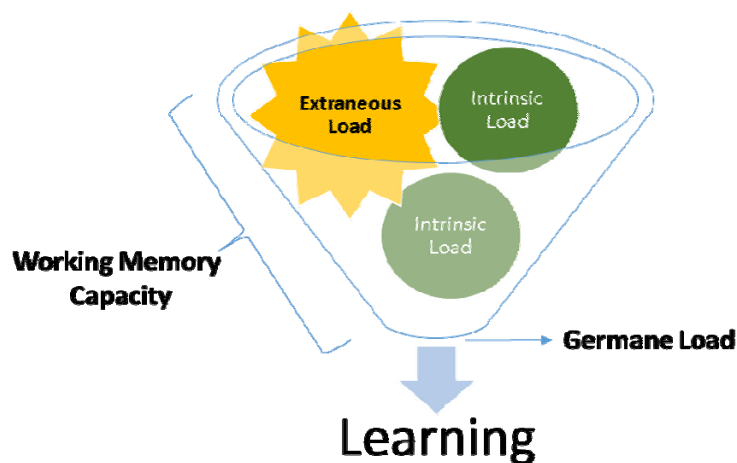 Extraneous
Load
Intrinsic
Load
Intrinsic
Load
Working Memory
Capacity
Germane Load
Learning